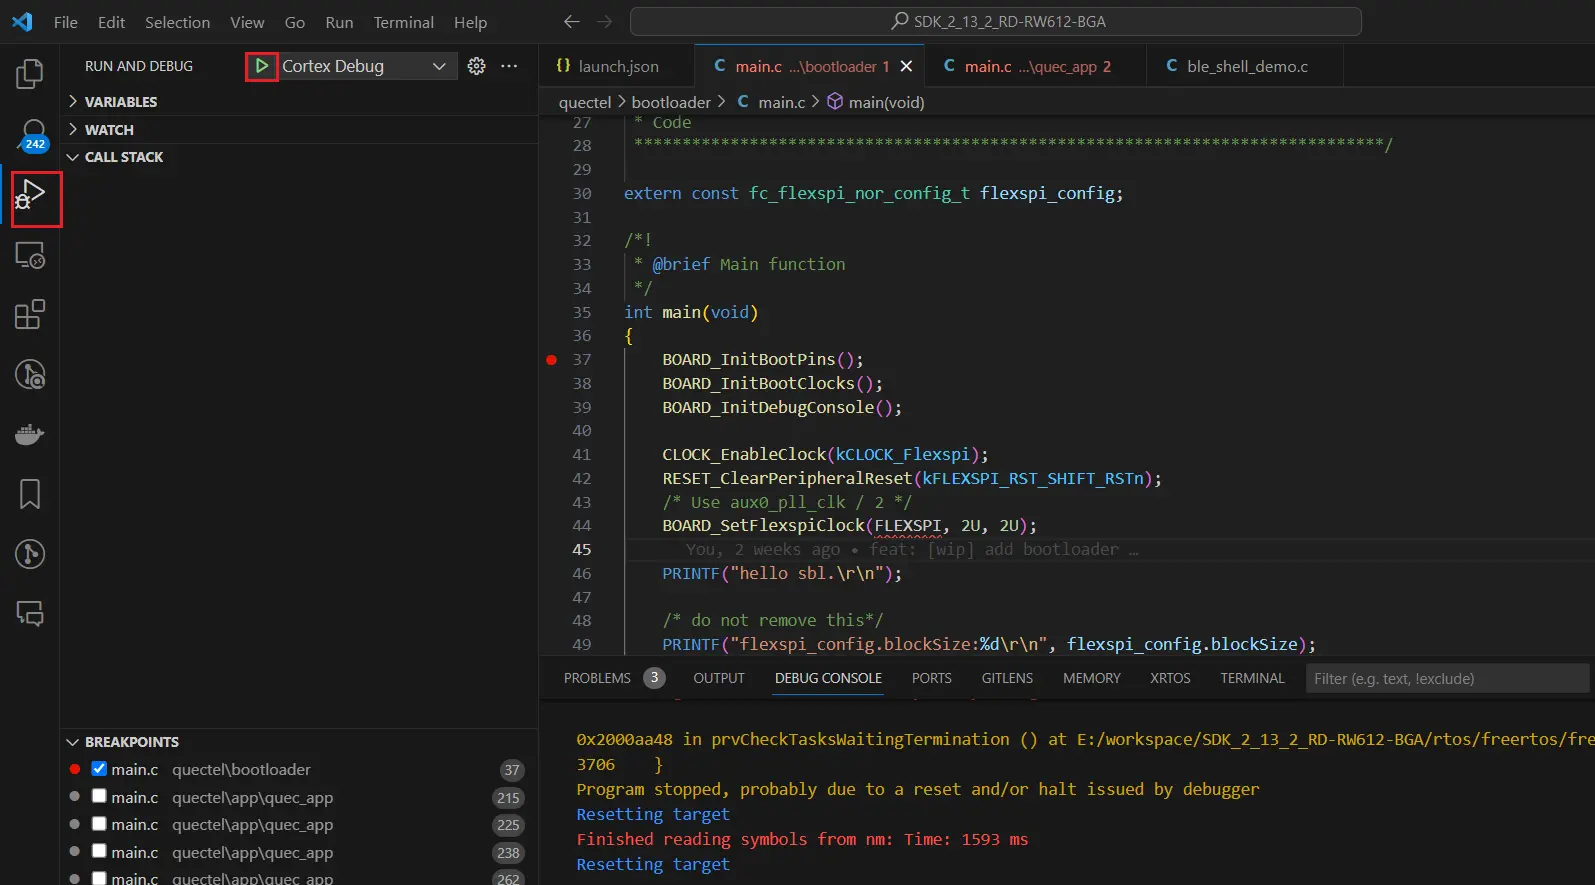 File Edit Selection View Go Run Terminal Help
SDK_2_13_2_RD-RW612-BGA
RUN AND DEBUG
Cortex Debug
VARIABLES
WATCH
CALL STACK
242
BREAKPOINTS
main.c quectel\bootloader 37
main.c quectel\app\quec_app 215
main.c quectel\app\quec_app 225
main.c quectel\app\quec_app 238
main.c quectel\app\quec_app 262
{} launch.json
C main.c ...\bootloader 1
C main.c ...\quec_app 2
C ble_shell_demo.c
quectel > bootloader > C main.c > main(void)
27 * Code
28 ******************************************************************************/
29
30 extern const fc_flexspi_nor_config_t flexspi_config;
31
32 /*!
33 * @brief Main function
34 */
35 int main(void)
36 {
37 BOARD_InitBootPins();
38 BOARD_InitBootClocks();
39 BOARD_InitDebugConsole();
40
41 CLOCK_EnableClock(kCLOCK_Flexspi);
42 RESET_ClearPeripheralReset(kFLEXSPI_RST_SHIFT_RSTn);
43 /* Use aux0_pll_clk / 2 */
44 BOARD_SetFlexspiClock(FLEXSPI, 2U, 2U);
45 You, 2 weeks ago • feat: [wip] add bootloader …
46 PRINTF("hello sbl.\r\n");
47
48 /* do not remove this*/
49 PRINTF("flexspi_config.blockSize:%d\r\n", flexspi_config.blockSize);
PROBLEMS 3 OUTPUT DEBUG CONSOLE PORTS GITLENS MEMORY XRTOS TERMINAL Filter (e.g. text, !exclude)
0x2000aa48 in prvCheckTasksWaitingTermination () at E:/workspace/SDK_2_13_2_RD-RW612-BGA/rtos/freertos/fre
3706 }
Program stopped, probably due to a reset and/or halt issued by debugger
Resetting target
Finished reading symbols from nm: Time: 1593 ms
Resetting target